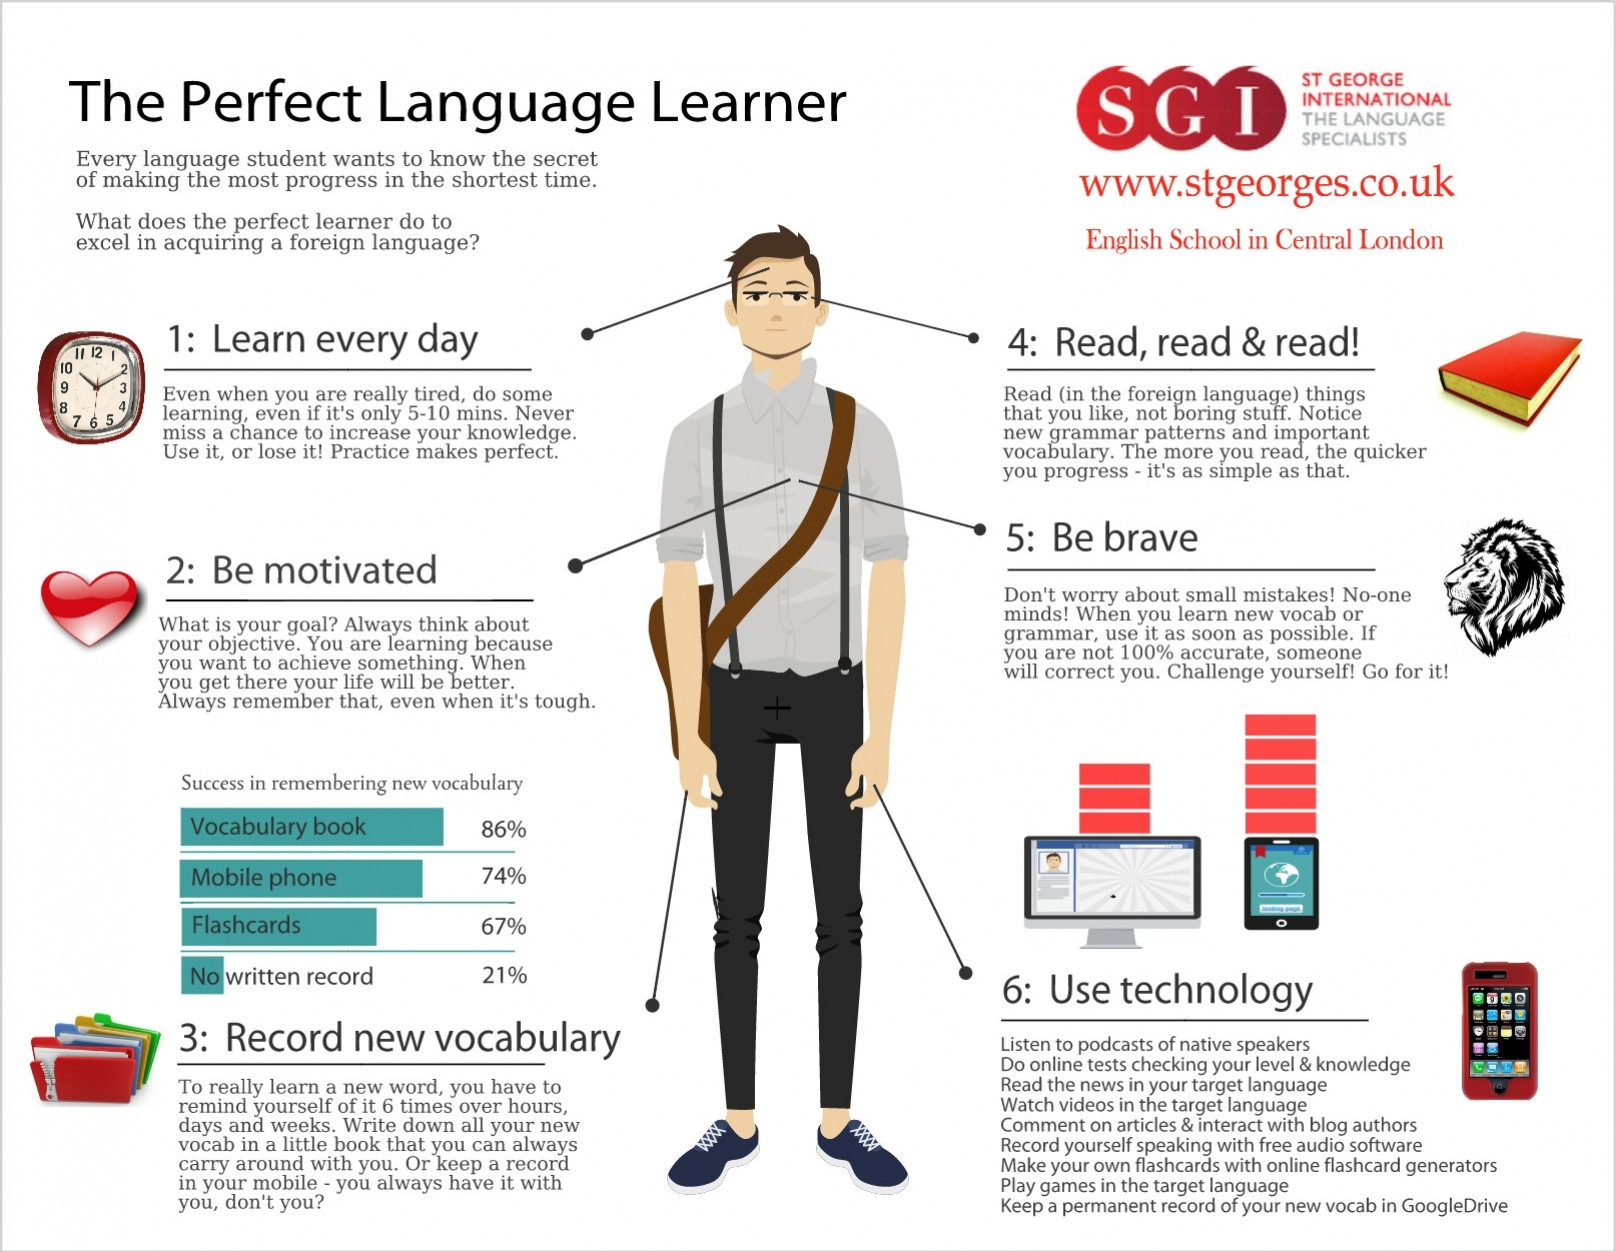 The Perfect Language Learner
Every language student wants to know the secret
of making the most progress in the shortest time.
What does the perfect learner do to
excel in acquiring a foreign language?
SGI
ST GEORGE
INTERNATIONAL
THE LANGUAGE
SPECIALISTS
www.stgeorges.co.uk
English School in Central London
1: Learn every day
Even when you are really tired, do some
learning, even if it's only 5-10 mins. Never
miss a chance to increase your knowledge.
Use it, or lose it! Practice makes perfect.
2: Be motivated
What is your goal? Always think about
your objective. You are learning because
you want to achieve something. When
you get there your life will be better.
Always remember that, even when it's tough.
Success in remembering new vocabulary
Vocabulary book 86%
Mobile phone 74%
Flashcards 67%
No written record 21%
3: Record new vocabulary
To really learn a new word, you have to
remind yourself of it 6 times over hours,
days and weeks. Write down all your new
vocab in a little book that you can always
carry around with you. Or keep a record
in your mobile - you always have it with
you, don't you?
4: Read, read & read!
Read (in the foreign language) things
that you like, not boring stuff. Notice
new grammar patterns and important
vocabulary. The more you read, the quicker
you progress - it's as simple as that.
5: Be brave
Don't worry about small mistakes! No-one
minds! When you learn new vocab or
grammar, use it as soon as possible. If
you are not 100% accurate, someone
will correct you. Challenge yourself! Go for it!
6: Use technology
Listen to podcasts of native speakers
Do online tests checking your level & knowledge
Read the news in your target language
Watch videos in the target language
Comment on articles & interact with blog authors
Record yourself speaking with free audio software
Make your own flashcards with online flashcard generators
Play games in the target language
Keep a permanent record of your new vocab in GoogleDrive